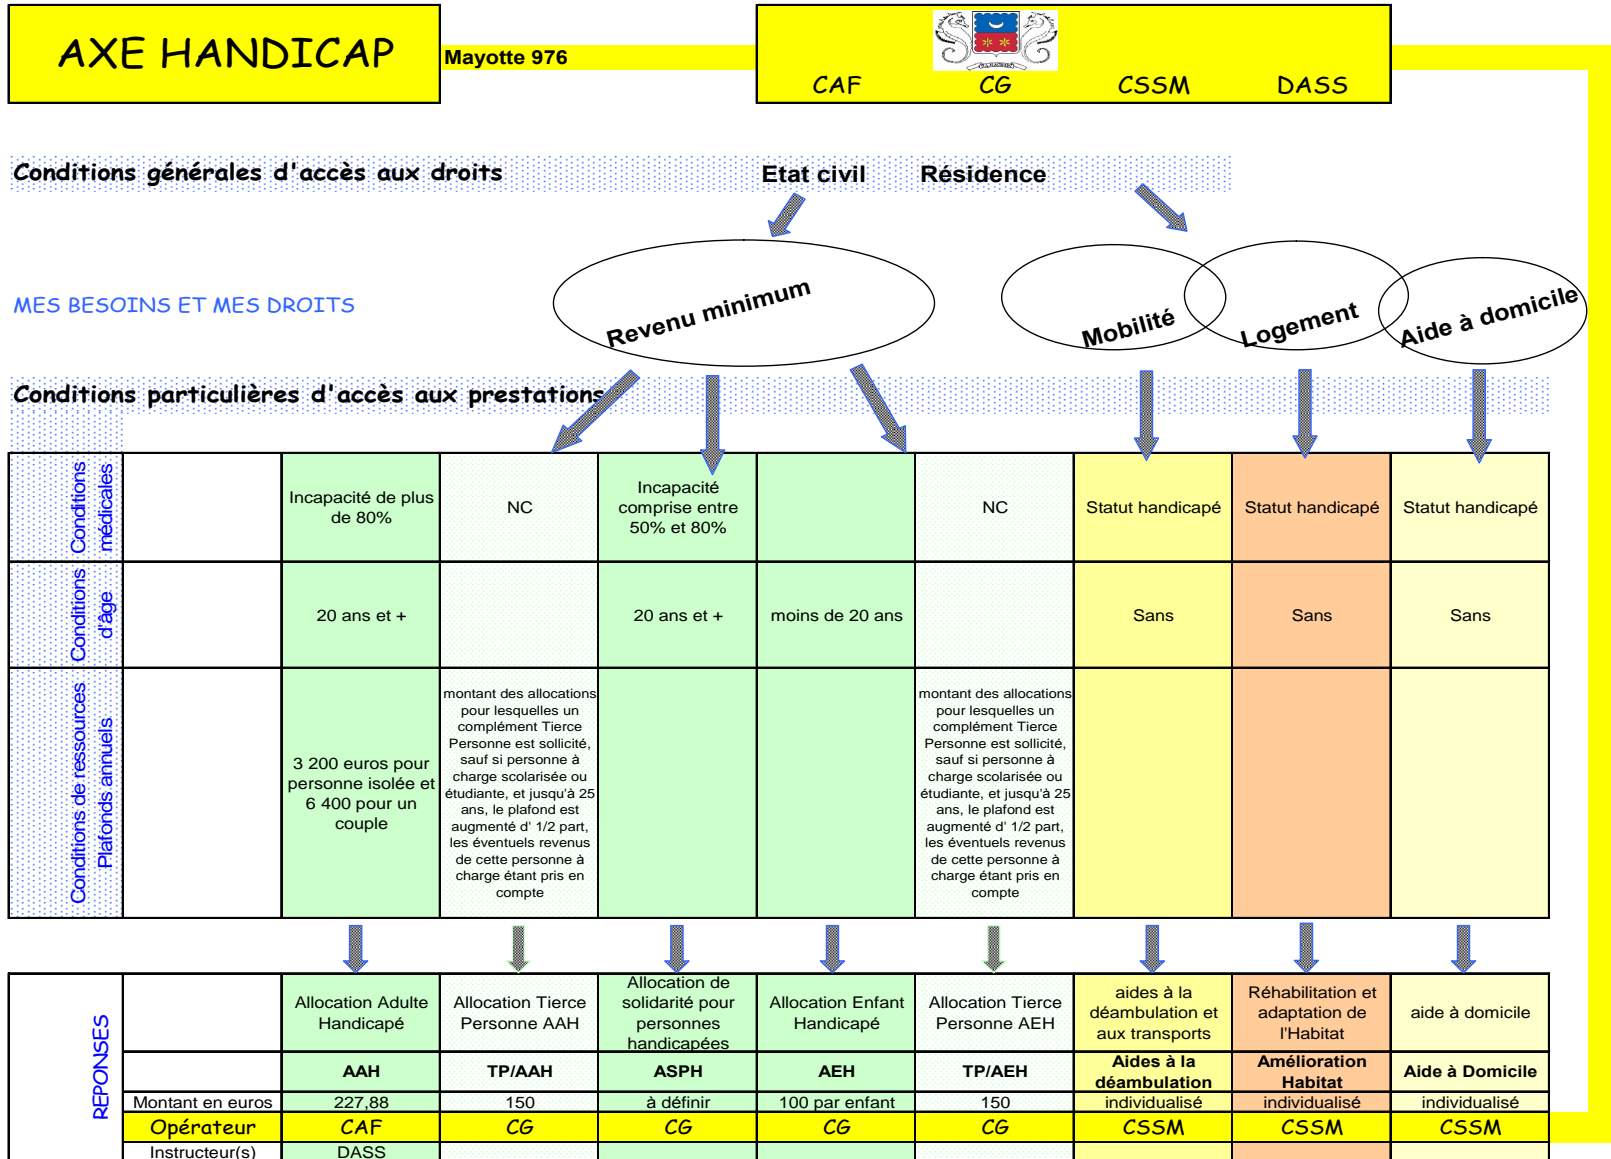 AXE HANDICAP
Mayotte 976
CAF CG CSSM DASS
Conditions générales d'accès aux droits
Etat civil Résidence
MES BESOINS ET MES DROITS
Revenu minimum
Mobilité
Logement
Aide à domicile
Conditions particulières d'accès aux prestations
Conditions
médicales
Incapacité de plus
de 80%
NC
Incapacité
comprise entre
50% et 80%
NC
Statut handicapé
Statut handicapé
Statut handicapé
Conditions
d'âge
20 ans et +
20 ans et +
moins de 20 ans
Sans
Sans
Sans
Conditions de ressources
Plafonds annuels
3 200 euros pour
personne isolée et
6 400 pour un
couple
montant des allocations
pour lesquelles un
complément Tierce
Personne est sollicité,
sauf si personne à
charge scolarisée ou
étudiante, et jusqu'à 25
ans, le plafond est
augmenté d' 1/2 part,
les éventuels revenus
de cette personne à
charge étant pris en
compte
montant des allocations
pour lesquelles un
complément Tierce
Personne est sollicité,
sauf si personne à
charge scolarisée ou
étudiante, et jusqu'à 25
ans, le plafond est
augmenté d' 1/2 part,
les éventuels revenus
de cette personne à
charge étant pris en
compte
REPONSES
Allocation Adulte
Handicapé
Allocation Tierce
Personne AAH
Allocation de
solidarité pour
personnes
handicapées
Allocation Enfant
Handicapé
Allocation Tierce
Personne AEH
aides à la
déambulation et
aux transports
Réhabilitation et
adaptation de
l'Habitat
aide à domicile
AAH
TP/AAH
ASPH
AEH
TP/AEH
Aides à la
déambulation
Amélioration
Habitat
Aide à Domicile
Montant en euros 227,88 150 à définir 100 par enfant 150 individualisé individualisé individualisé
Opérateur CAF CG CG CG CG CSSM CSSM CSSM
Instructeur(s) DASS